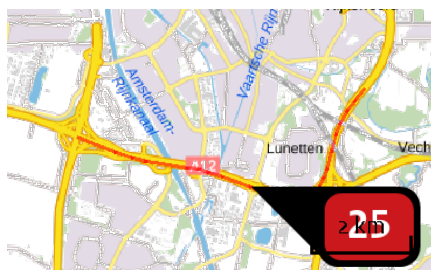 Amsterdam-
Rijnkanaal
Vaartsche Rijn
Lunetten
Vech
A12
25
2 km